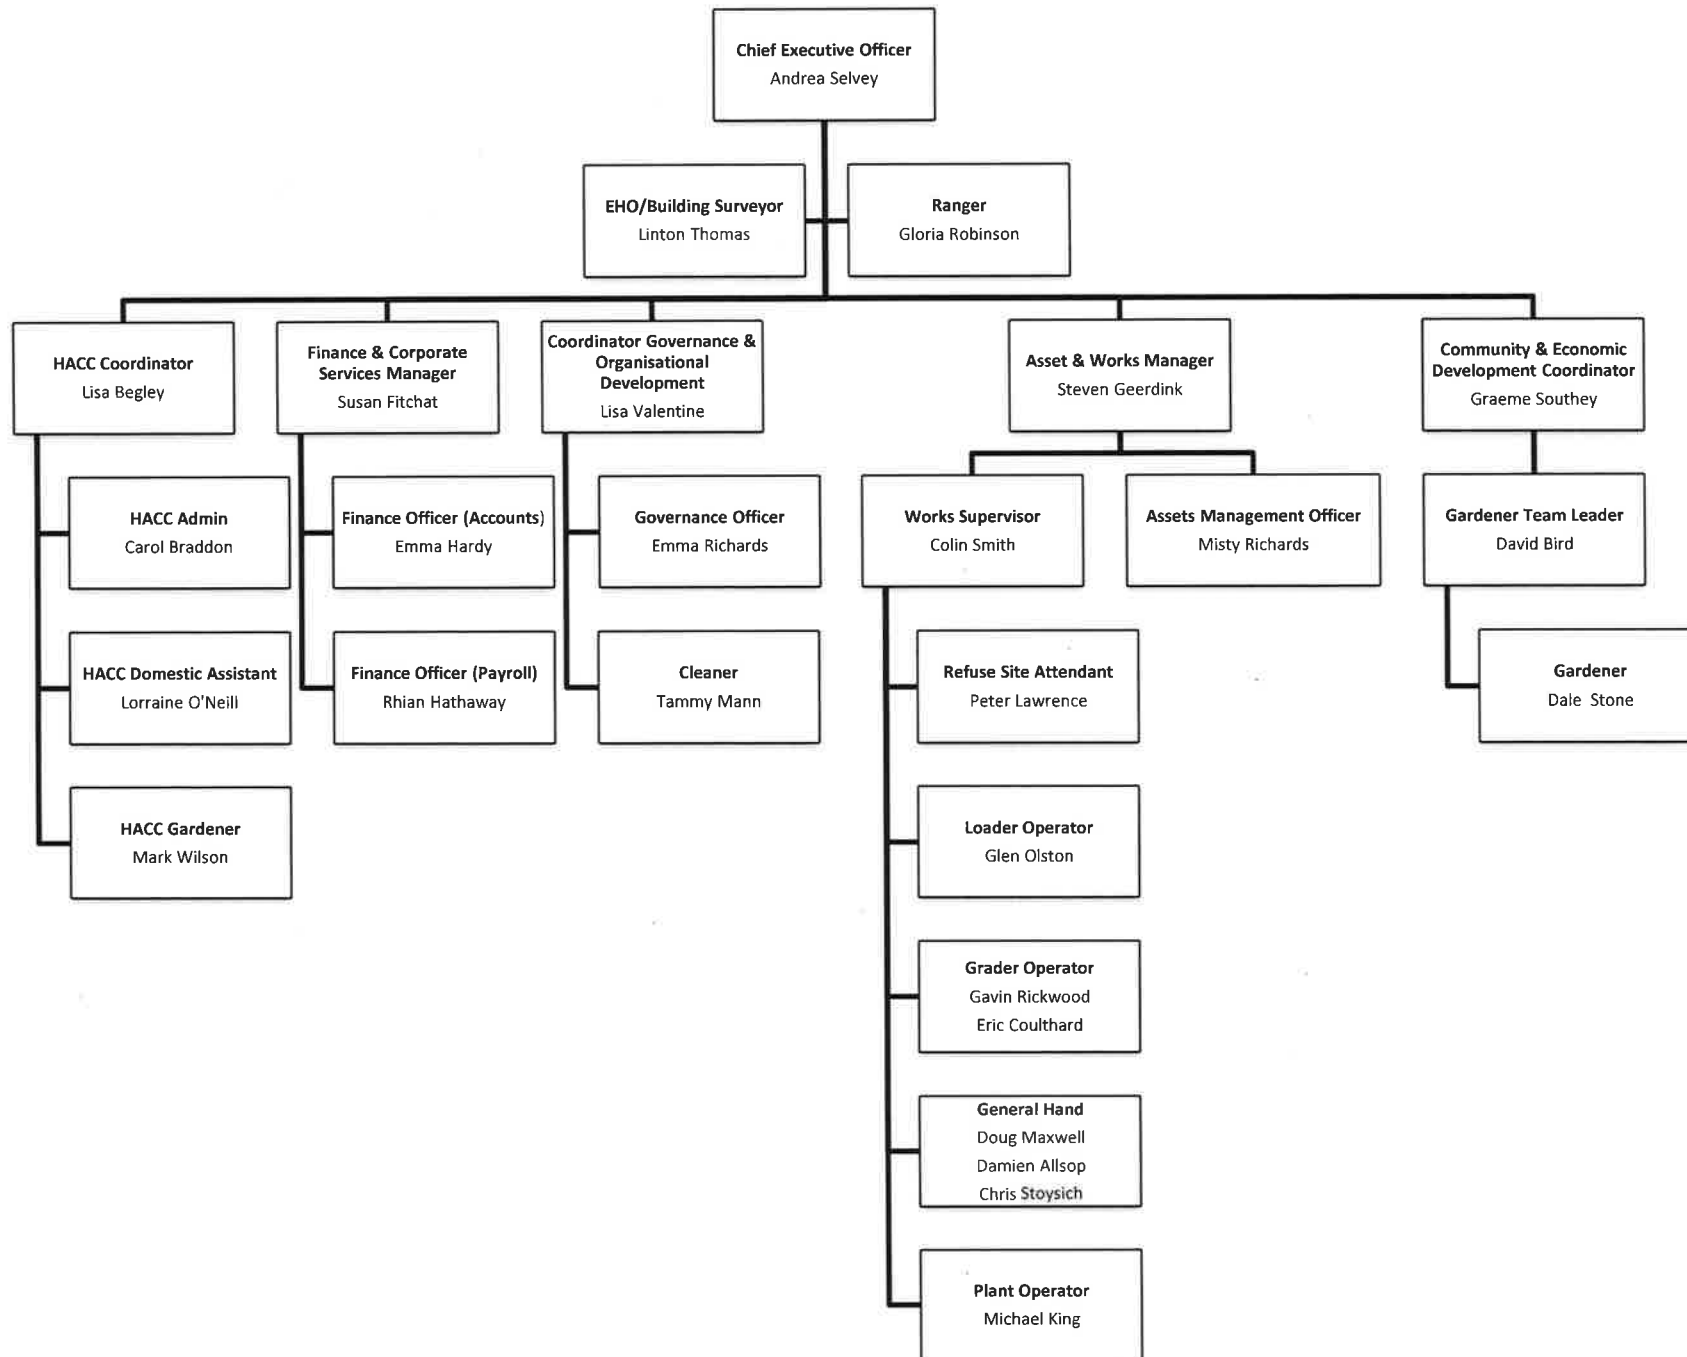 Chief Executive Officer
Andrea Selvey
EHO/Building Surveyor
Linton Thomas
Ranger
Gloria Robinson
HACC Coordinator
Lisa Begley
Finance & Corporate
Services Manager
Susan Fitchat
Coordinator Governance &
Organisational
Development
Lisa Valentine
Asset & Works Manager
Steven Geerdink
Community & Economic
Development Coordinator
Graeme Southey
HACC Admin
Carol Braddon
Finance Officer (Accounts)
Emma Hardy
Governance Officer
Emma Richards
Works Supervisor
Colin Smith
Assets Management Officer
Misty Richards
Gardener Team Leader
David Bird
HACC Domestic Assistant
Lorraine O'Neill
Finance Officer (Payroll)
Rhian Hathaway
Cleaner
Tammy Mann
Refuse Site Attendant
Peter Lawrence
Gardener
Dale Stone
HACC Gardener
Mark Wilson
Loader Operator
Glen Olston
Grader Operator
Gavin Rickwood
Eric Coulthard
General Hand
Doug Maxwell
Damien Allsop
Chris Stoysich
Plant Operator
Michael King